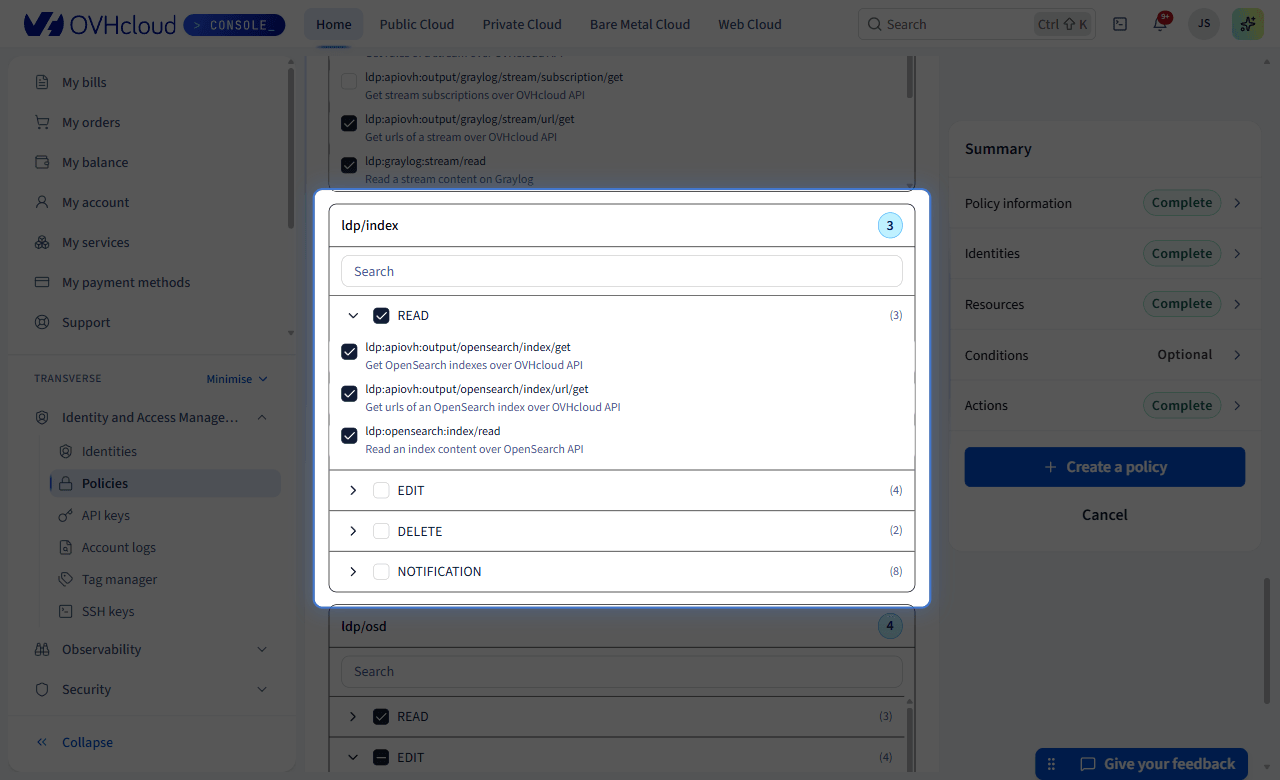 OVHcloud
> CONSOLE_
Home
Public Cloud
Private Cloud
Bare Metal Cloud
Web Cloud
Search
Ctrl ⇧ K
9+
JS
My bills
My orders
My balance
My account
My services
My payment methods
Support
TRANSVERSE
Minimise
Identity and Access Manage...
Identities
Policies
API keys
Account logs
Tag manager
SSH keys
Observability
Security
Collapse
ldp:apiovh:output/graylog/stream/subscription/get
Get stream subscriptions over OVHcloud API
ldp:apiovh:output/graylog/stream/url/get
Get urls of a stream over OVHcloud API
ldp:graylog:stream/read
Read a stream content on Graylog
ldp/index
3
Search
READ
(3)
ldp:apiovh:output/opensearch/index/get
Get OpenSearch indexes over OVHcloud API
ldp:apiovh:output/opensearch/index/url/get
Get urls of an OpenSearch index over OVHcloud API
ldp:opensearch:index/read
Read an index content over OpenSearch API
EDIT
(4)
DELETE
(2)
NOTIFICATION
(8)
ldp/osd
4
Search
READ
(3)
EDIT
(4)
Summary
Policy information
Complete
Identities
Complete
Resources
Complete
Conditions
Optional
Actions
Complete
+ Create a policy
Cancel
Give your feedback